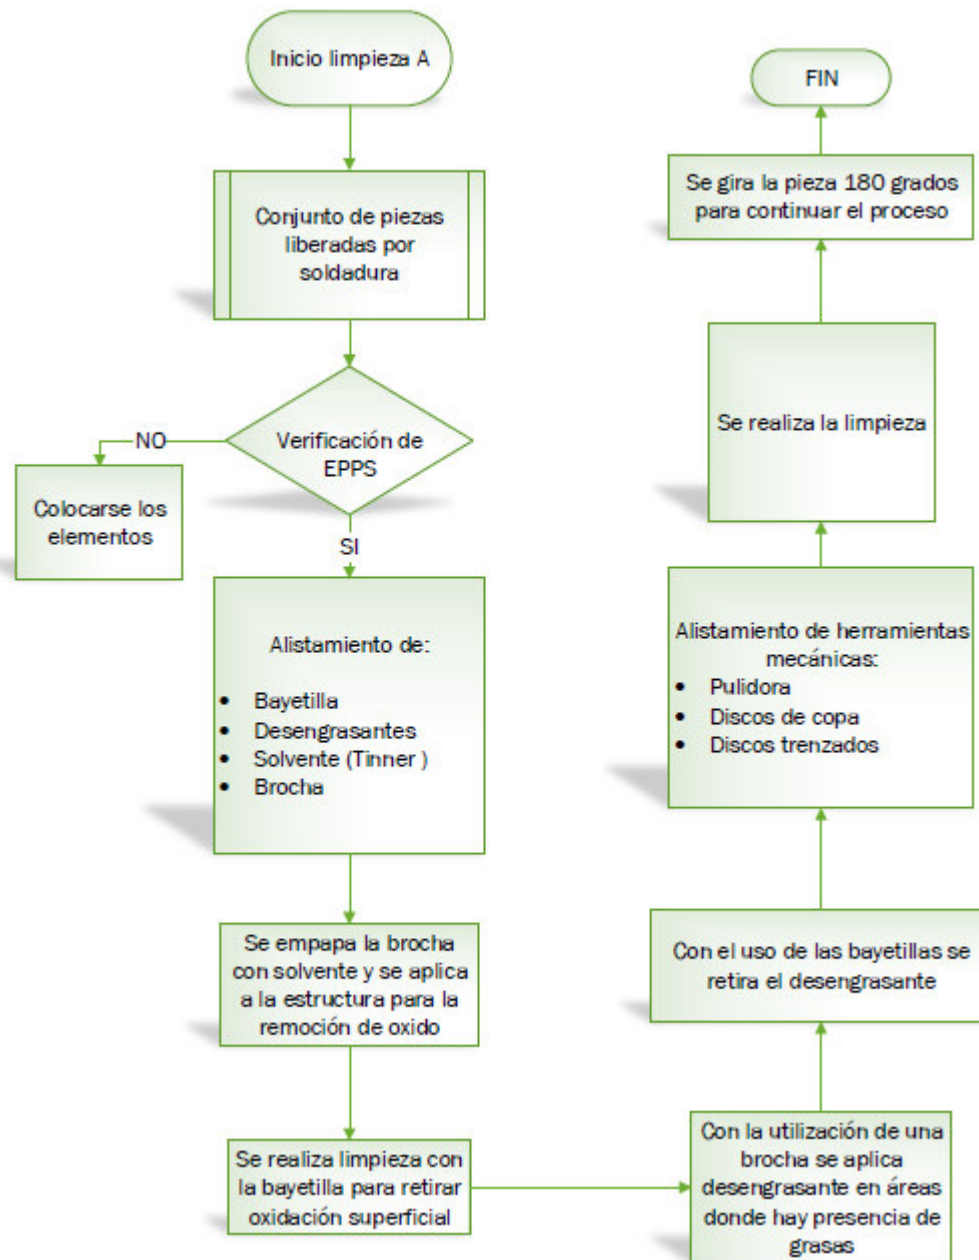 Inicio limpieza A
Conjunto de piezas
liberadas por
soldadura
Verificación de
EPPS
NO
Colocarse los
elementos
SI
Alistamiento de:
• Bayetilla
• Desengrasantes
• Solvente (Tinner )
• Brocha
Se empapa la brocha
con solvente y se aplica
a la estructura para la
remoción de oxido
Se realiza limpieza con
la bayetilla para retirar
oxidación superficial
Con la utilización de una
brocha se aplica
desengrasante en áreas
donde hay presencia de
grasas
Con el uso de las bayetillas se
retira el desengrasante
Alistamiento de herramientas
mecánicas:
• Pulidora
• Discos de copa
• Discos trenzados
Se realiza la limpieza
Se gira la pieza 180 grados
para continuar el proceso
FIN